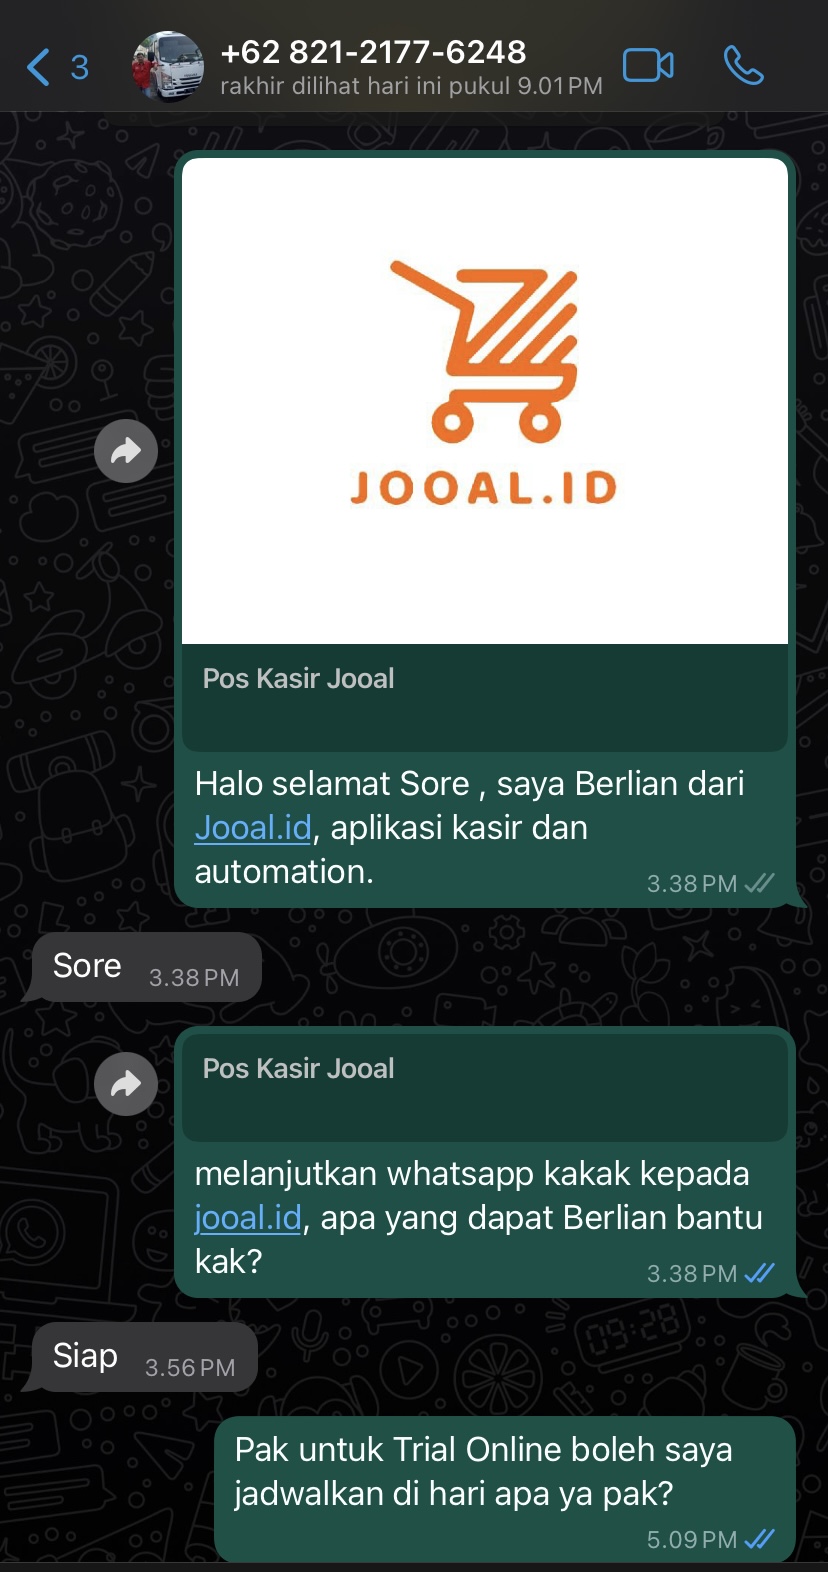 3
+62 821-2177-6248
rakhir dilihat hari ini pukul 9.01 PM
JOOAL.ID
Pos Kasir Jooal
Halo selamat Sore , saya Berlian dari
Jooal.id, aplikasi kasir dan
automation.
3.38 PM
Sore 3.38 PM
Pos Kasir Jooal
melanjutkan whatsapp kakak kepada
jooal.id, apa yang dapat Berlian bantu
kak?
3.38 PM
09:28
Siap 3.56 PM
Pak untuk Trial Online boleh saya
jadwalkan di hari apa ya pak?
5.09 PM